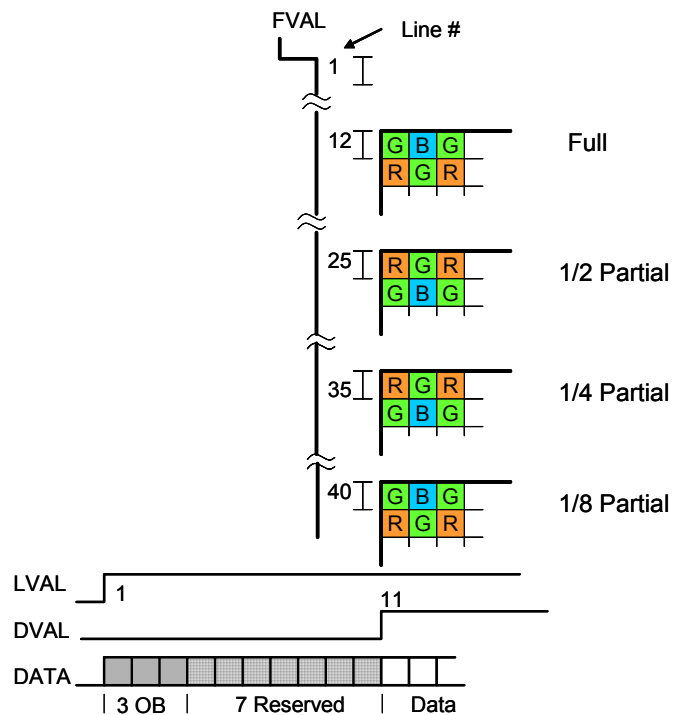 FVAL
Line #
1
12 G B G Full
R G R
25 R G R 1/2 Partial
G B G
35 R G R 1/4 Partial
G B G
40 G B G 1/8 Partial
R G R
LVAL 1 11
DVAL
DATA
3 OB 7 Reserved Data